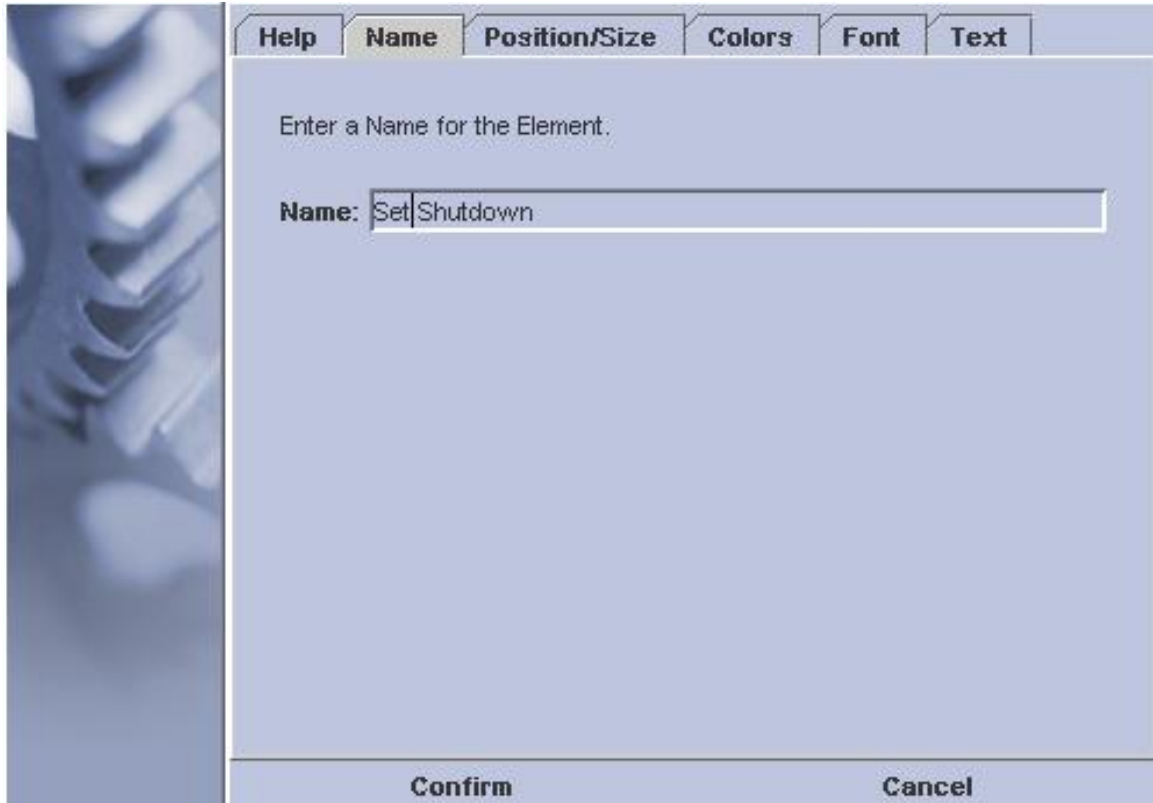 Help Name Position/Size Colors Font Text
Enter a Name for the Element.
Name: Set Shutdown
Confirm Cancel